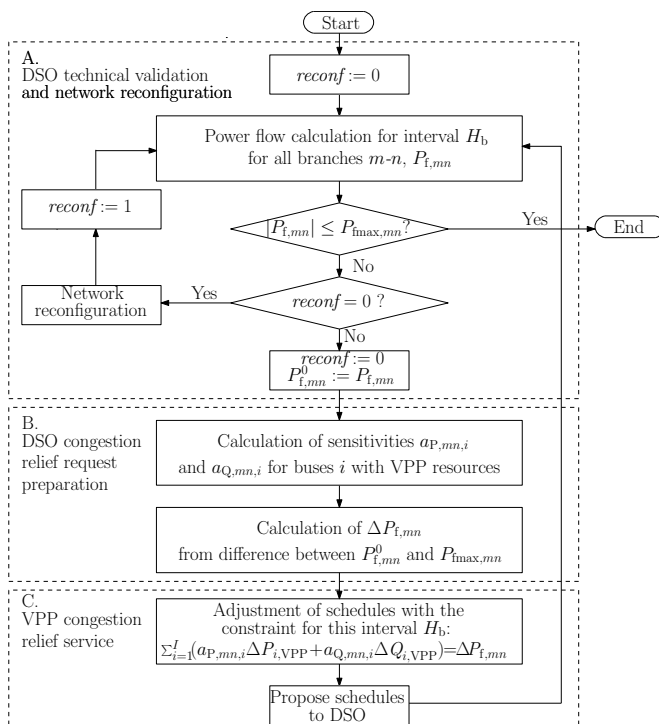 Start
A.
DSO technical validation
and network reconfiguration
reconf := 0
Power flow calculation for interval H_b
for all branches m-n, P_f,mn
reconf := 1
|P_f,mn| ≤ P_fmax,mn?
Yes
End
No
Network
reconfiguration
Yes
reconf = 0 ?
No
reconf := 0
P^0_f,mn := P_f,mn
B.
DSO congestion
relief request
preparation
Calculation of sensitivities a_P,mn,i
and a_Q,mn,i for buses i with VPP resources
Calculation of ΔP_f,mn
from difference between P^0_f,mn and P_fmax,mn
C.
VPP congestion
relief service
Adjustment of schedules with the
constraint for this interval H_b:
Σ^I_i=1(a_P,mn,iΔP_i,VPP+a_Q,mn,iΔQ_i,VPP)=ΔP_f,mn
Propose schedules
to DSO